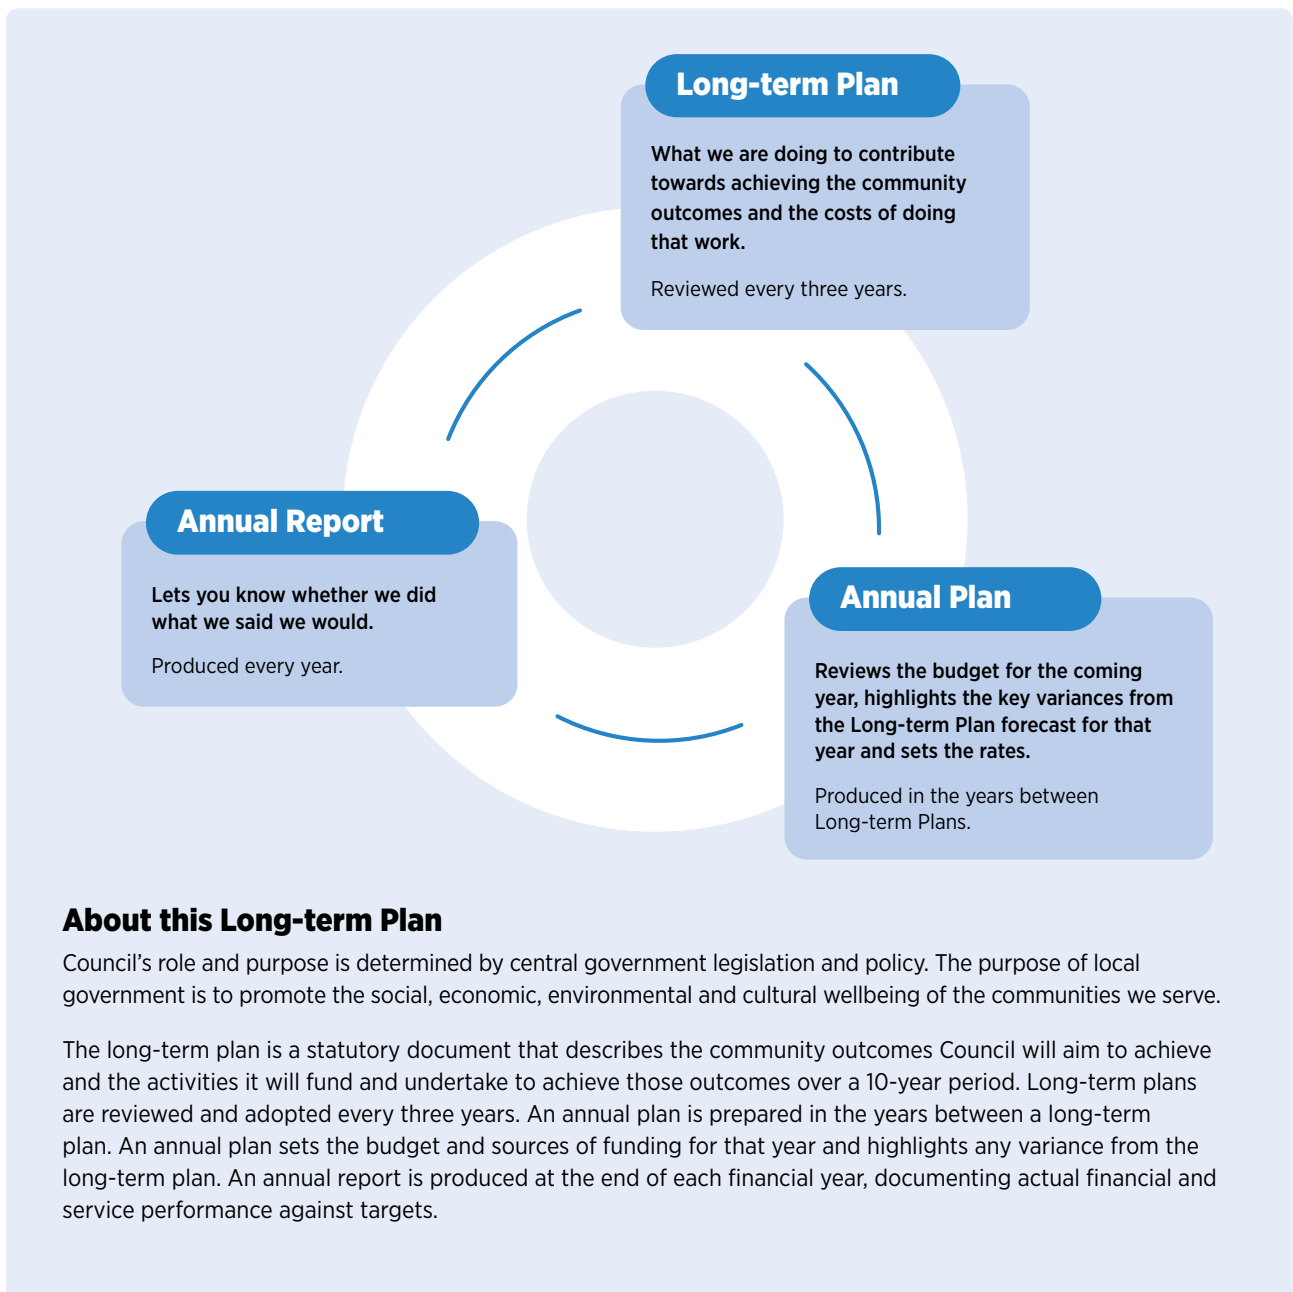 Long-term Plan
What we are doing to contribute
towards achieving the community
outcomes and the costs of doing
that work.
Reviewed every three years.
Annual Report
Lets you know whether we did
what we said we would.
Produced every year.
Annual Plan
Reviews the budget for the coming
year, highlights the key variances from
the Long-term Plan forecast for that
year and sets the rates.
Produced in the years between
Long-term Plans.
About this Long-term Plan
Council’s role and purpose is determined by central government legislation and policy. The purpose of local
government is to promote the social, economic, environmental and cultural wellbeing of the communities we serve.
The long-term plan is a statutory document that describes the community outcomes Council will aim to achieve
and the activities it will fund and undertake to achieve those outcomes over a 10-year period. Long-term plans
are reviewed and adopted every three years. An annual plan is prepared in the years between a long-term
plan. An annual plan sets the budget and sources of funding for that year and highlights any variance from the
long-term plan. An annual report is produced at the end of each financial year, documenting actual financial and
service performance against targets.